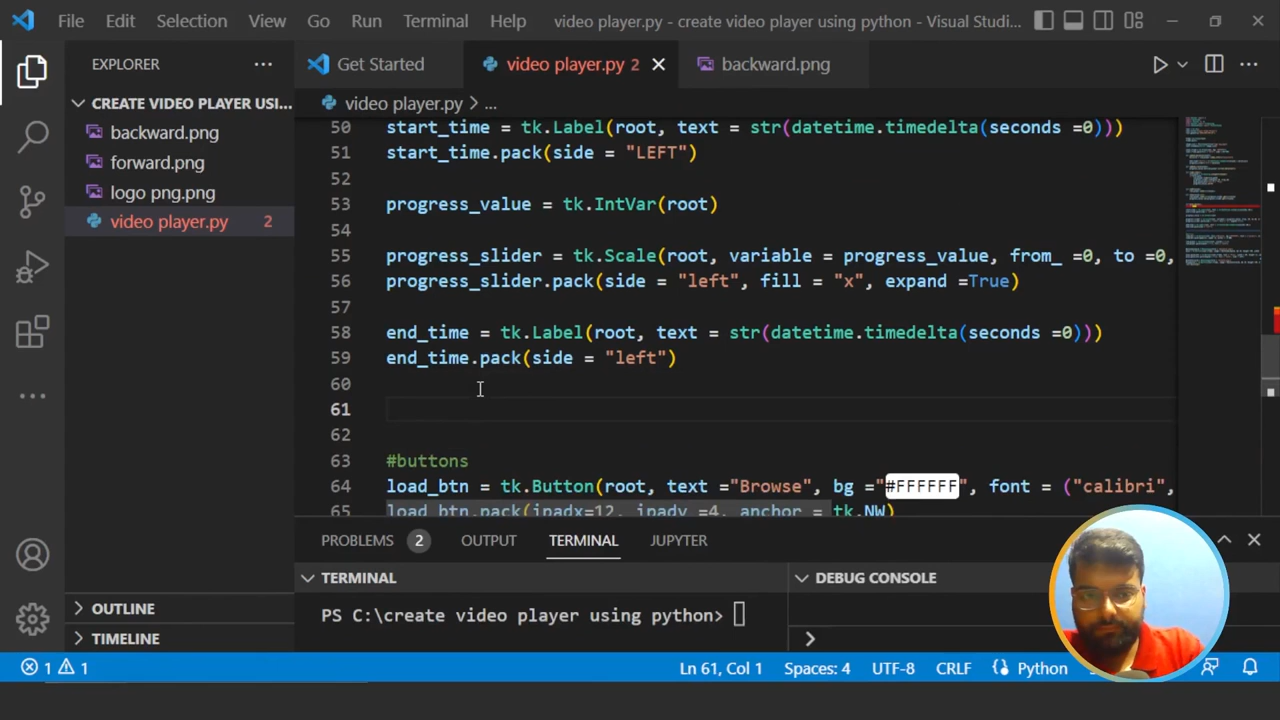 File Edit Selection View Go Run Terminal Help video player.py - create video player using python - Visual Studi...
EXPLORER ...
Get Started video player.py 2 backward.png ...
CREATE VIDEO PLAYER USI...
backward.png
forward.png
logo png.png
video player.py 2
video player.py > ...
50 start_time = tk.Label(root, text = str(datetime.timedelta(seconds =0)))
51 start_time.pack(side = "LEFT")
52
53 progress_value = tk.IntVar(root)
54
55 progress_slider = tk.Scale(root, variable = progress_value, from_ =0, to =0,
56 progress_slider.pack(side = "left", fill = "x", expand =True)
57
58 end_time = tk.Label(root, text = str(datetime.timedelta(seconds =0)))
59 end_time.pack(side = "left")
60
61
62
63 #buttons
64 load_btn = tk.Button(root, text ="Browse", bg ="#FFFFFF", font = ("calibri",
65 load_btn.pack(ipadx=12, ipady =4, anchor = tk.NW)
PROBLEMS 2 OUTPUT TERMINAL JUPYTER
TERMINAL
PS C:\create video player using python>
DEBUG CONSOLE
>
OUTLINE
TIMELINE
1 1 Ln 61, Col 1 Spaces: 4 UTF-8 CRLF Python